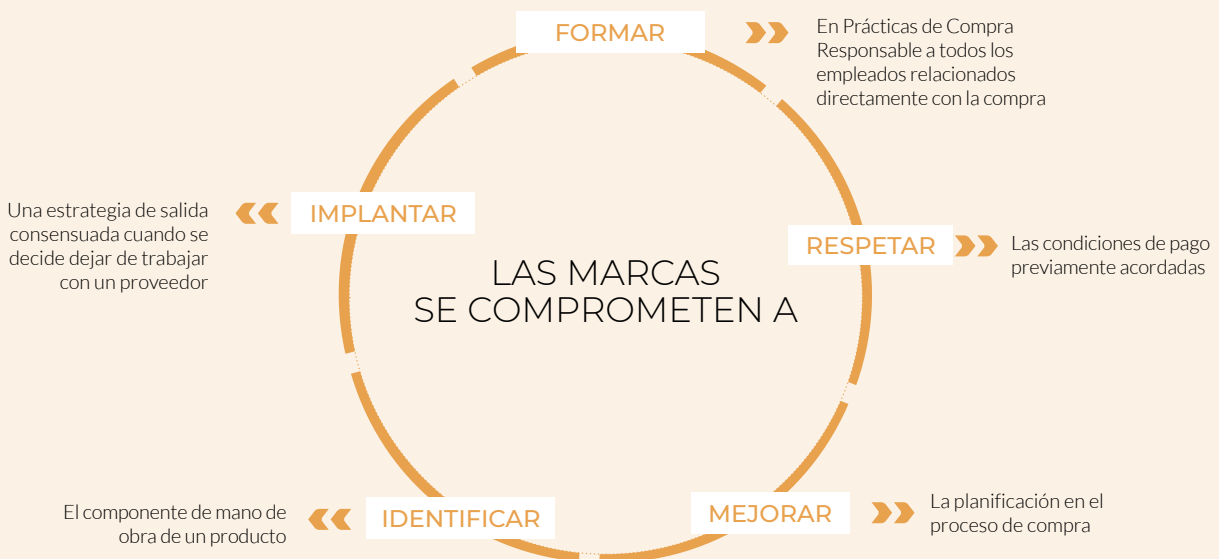 FORMAR
En Prácticas de Compra
Responsable a todos los
empleados relacionados
directamente con la compra
Una estrategia de salida
consensuada cuando se
decide dejar de trabajar
con un proveedor
IMPLANTAR
RESPETAR
Las condiciones de pago
previamente acordadas
LAS MARCAS
SE COMPROMETEN A
El componente de mano de
obra de un producto
IDENTIFICAR
MEJORAR
La planificación en el
proceso de compra